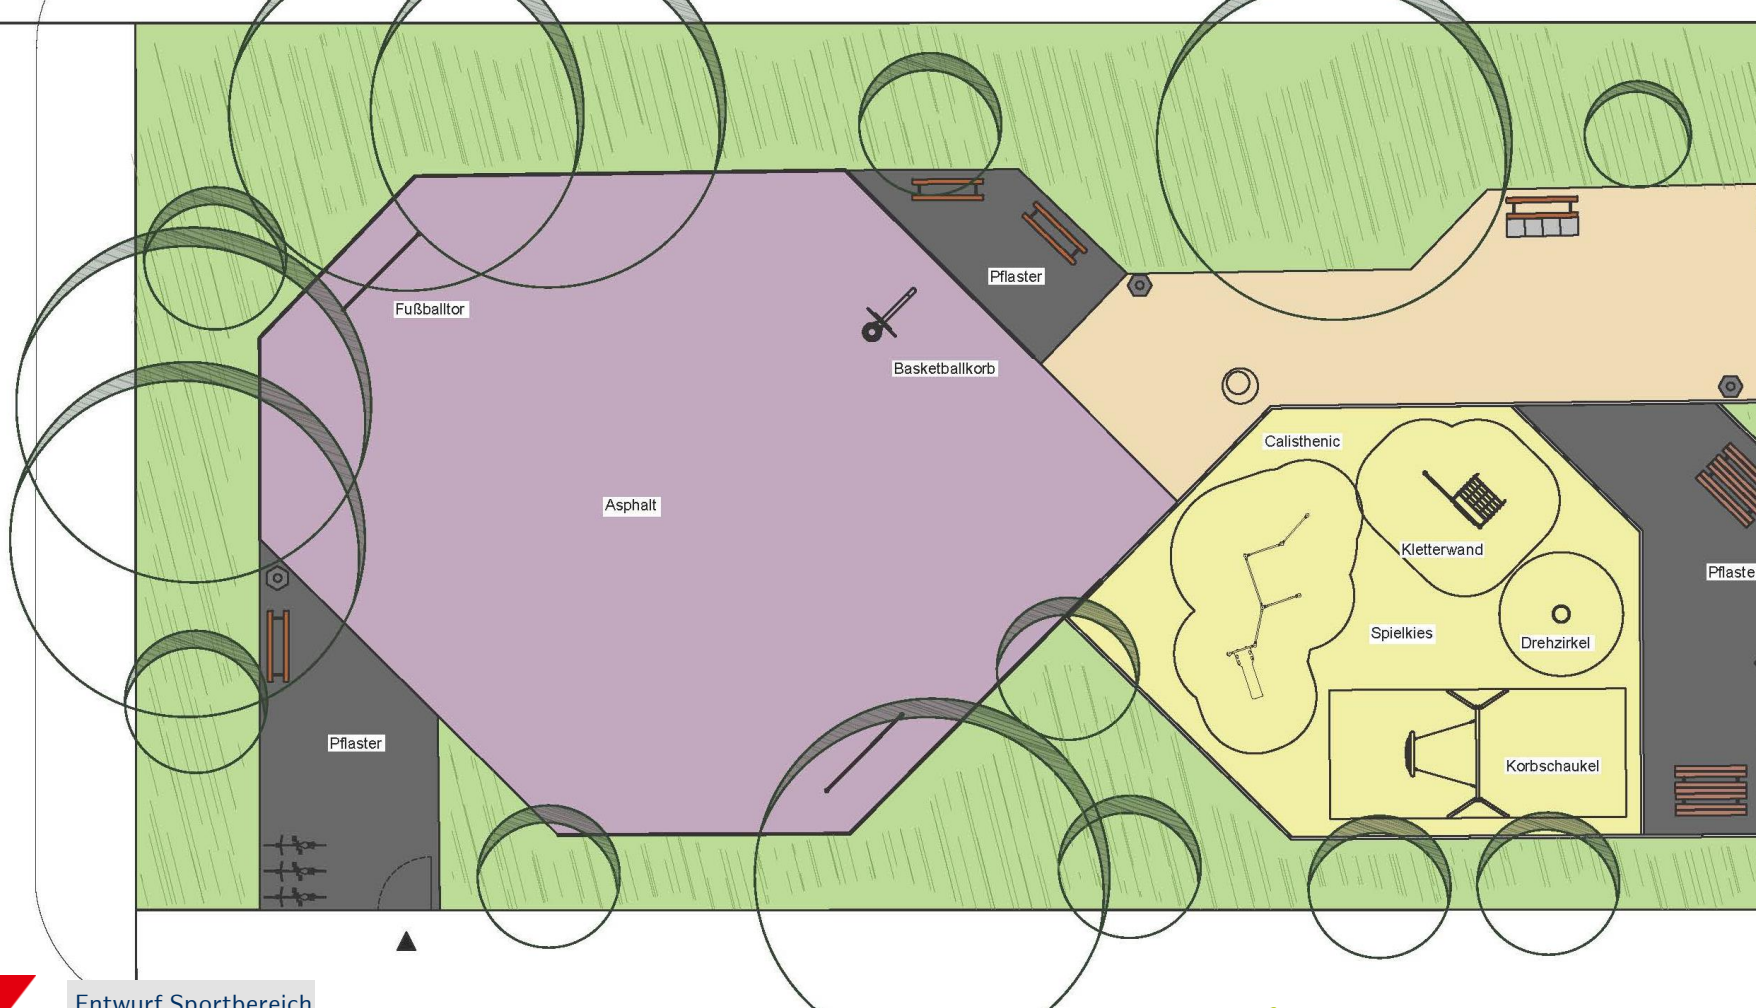 Pflaster
Fußballtor
Basketballkorb
Calisthenic
Asphalt
Kletterwand
Pflaste
Spielkies
Drehzirkel
Pflaster
Korbschaukel
Entwurf Sportbereich